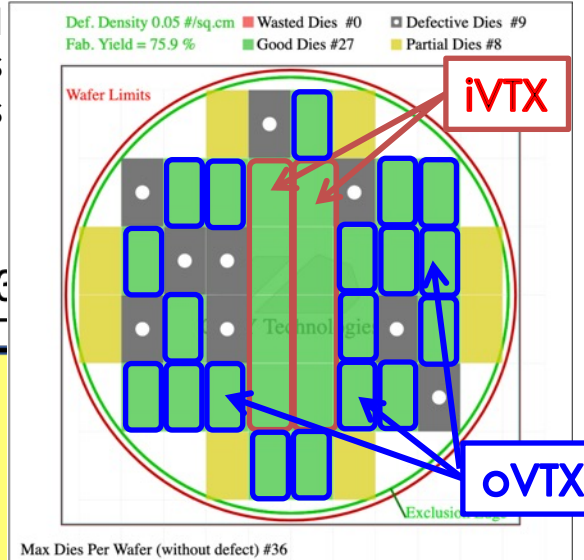 Def. Density 0.05 #/sq.cm
Wasted Dies #0
Defective Dies #9
Fab. Yield = 75.9 %
Good Dies #27
Partial Dies #8
Wafer Limits
iVTX
Technologies
oVTX
Exclusion
Max Dies Per Wafer (without defect) #36